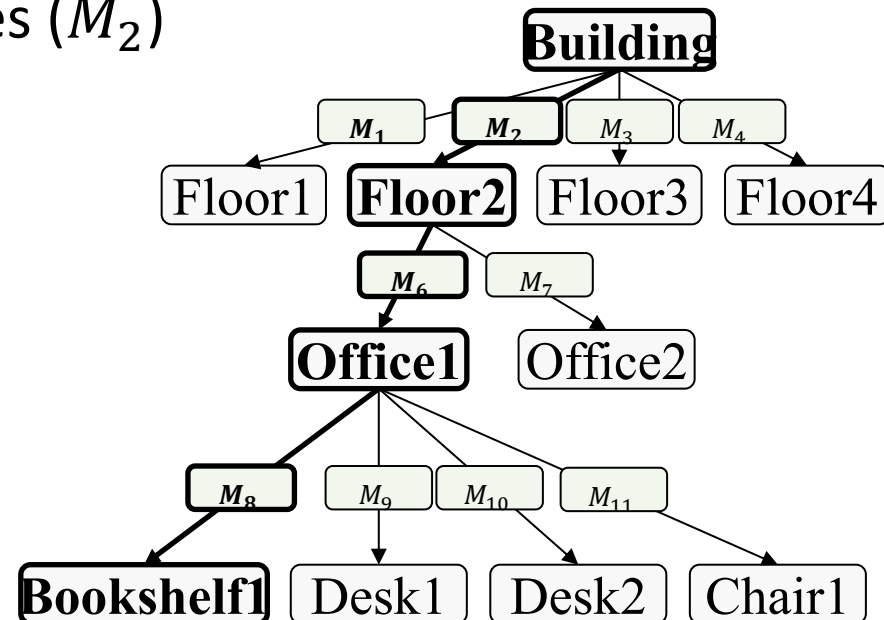 es (M₂)
Building
M₁ M₂ M₃ M₄
Floor1 Floor2 Floor3 Floor4
M₆ M₇
Office1 Office2
M₈ M₉ M₁₀ M₁₁
Bookshelf1 Desk1 Desk2 Chair1